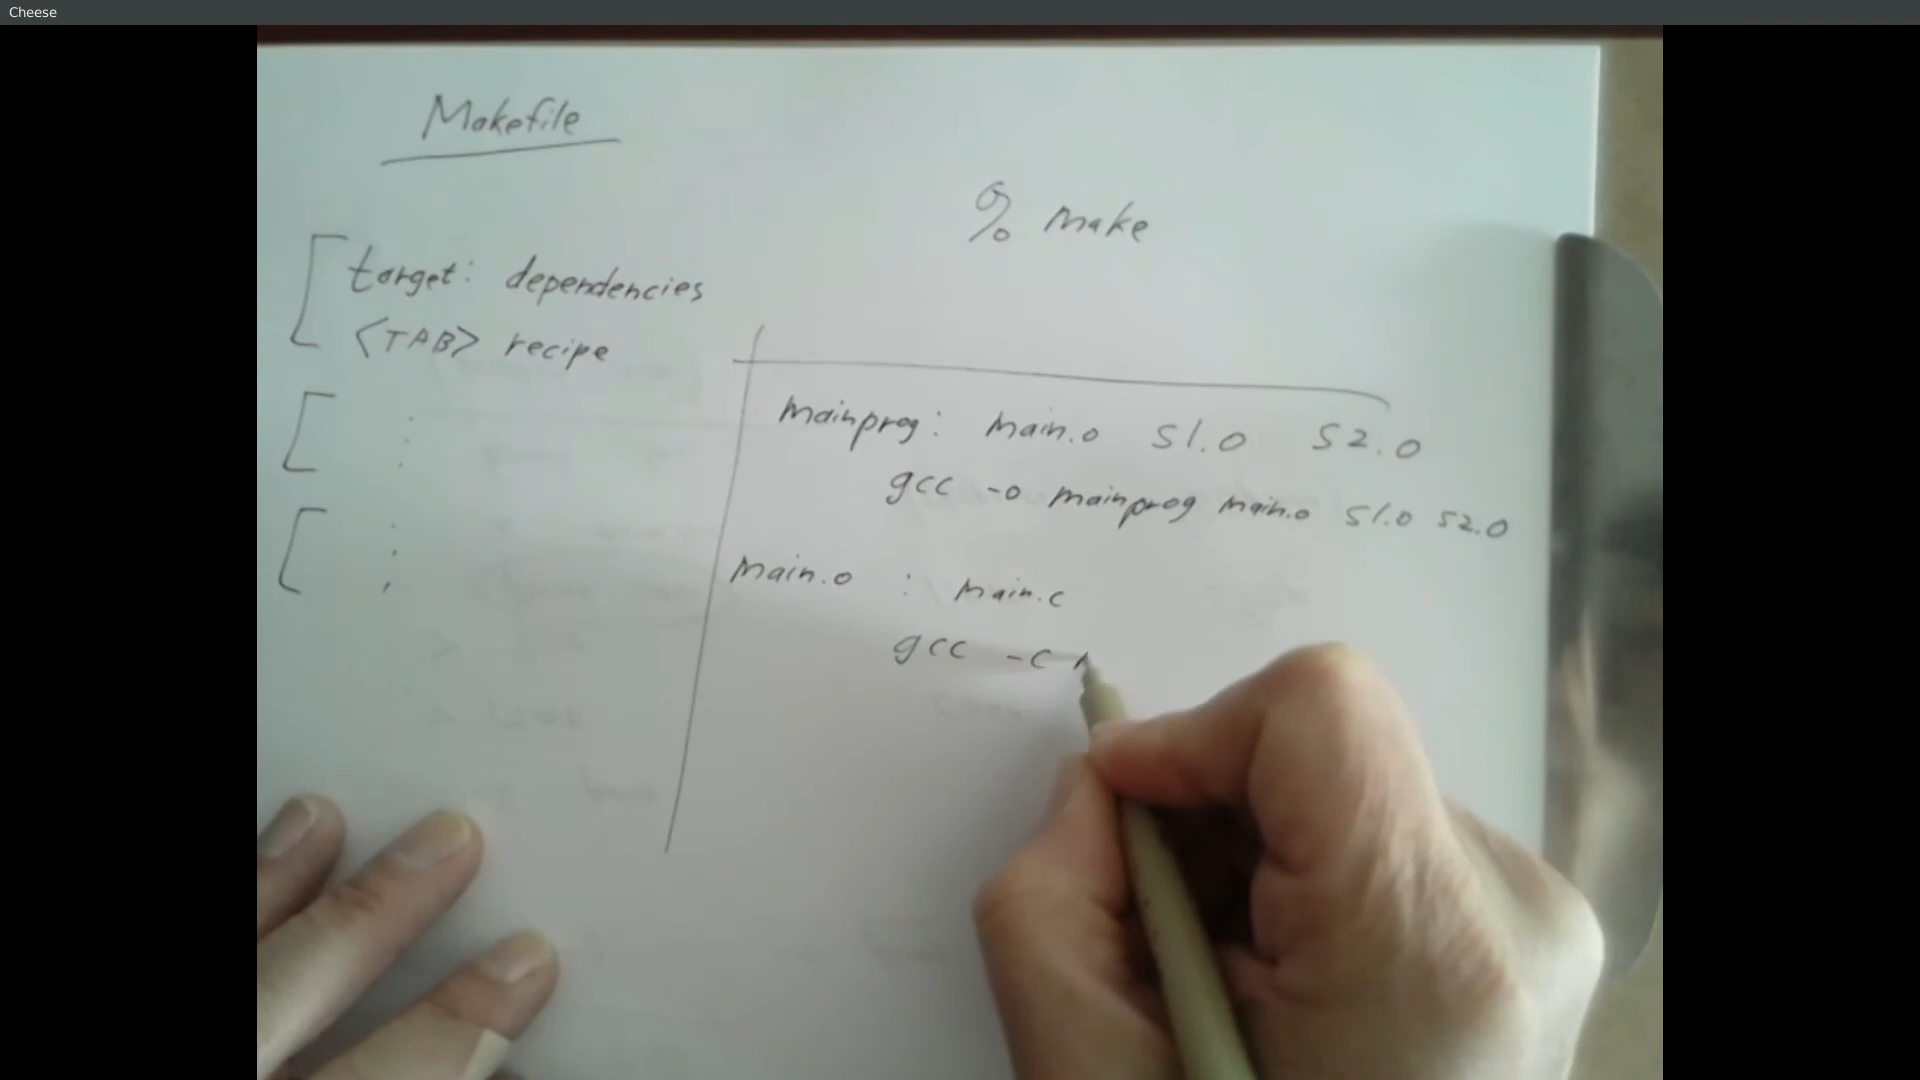 Cheese
Makefile
% make
target: dependencies
<TAB> recipe
mainprog: main.o s1.o s2.o
gcc -o mainprog main.o s1.o s2.o
main.o : main.c
gcc -c